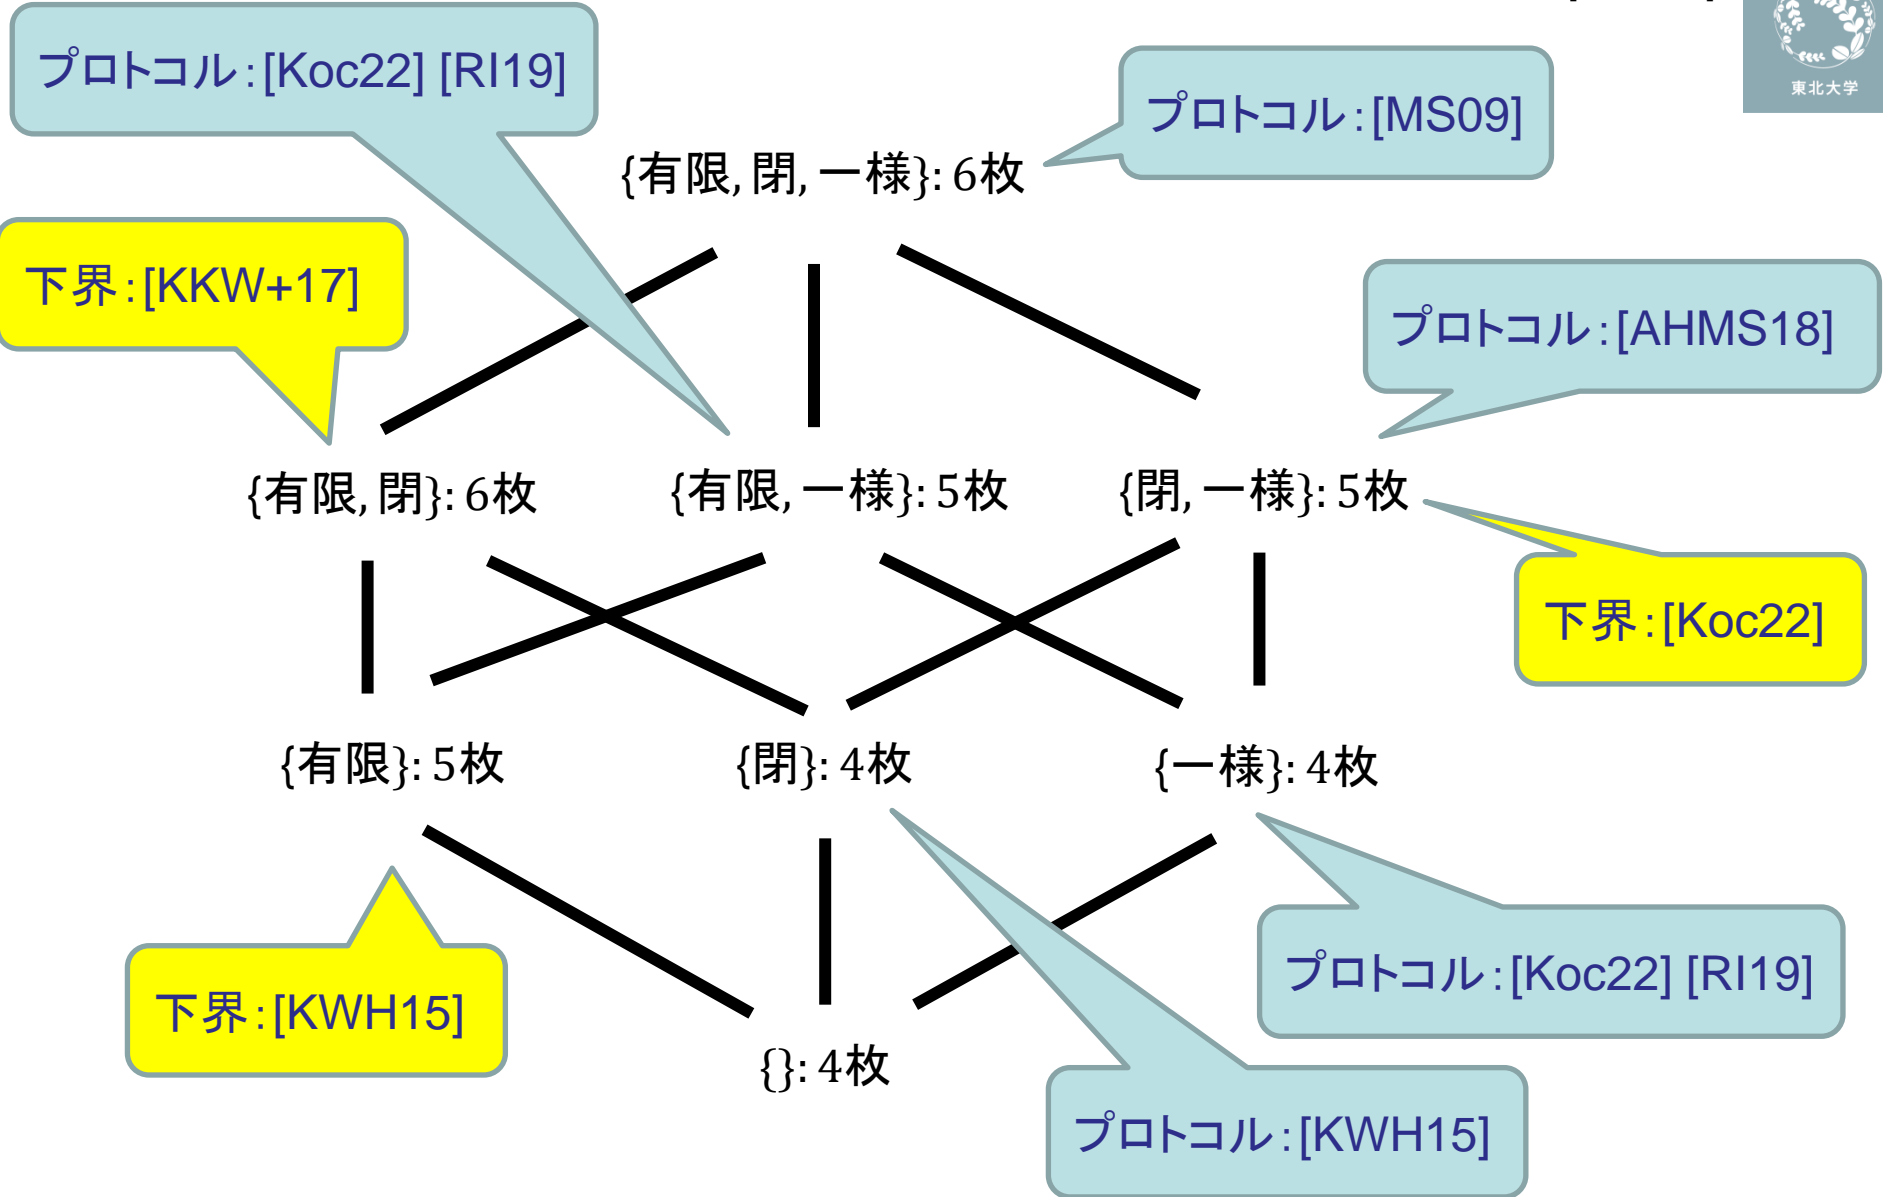 プロトコル:[Koc22] [RI19]
プロトコル:[MS09]
東北大学
{有限, 閉, 一様}: 6枚
下界:[KKW+17]
プロトコル:[AHMS18]
{有限, 閉}: 6枚
{有限, 一様}: 5枚
{閉, 一様}: 5枚
下界:[Koc22]
{有限}: 5枚
{閉}: 4枚
{一様}: 4枚
プロトコル:[Koc22] [RI19]
下界:[KWH15]
{}: 4枚
プロトコル:[KWH15]